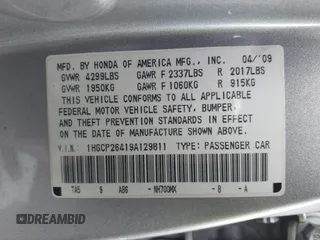 MFD. BY HONDA OF AMERICA MFG., INC. 04/'09
GVWR 4299LBS GAWR F 2337LBS R 2017LBS
GVWR 1950KG GAWR F 1060KG R 915KG
THIS VEHICLE CONFORMS TO ALL APPLICABLE
FEDERAL MOTOR VEHICLE SAFETY, BUMPER,
AND THEFT PREVENTION STANDARDS IN EFFECT
ON THE DATE OF MANUFACTURE SHOWN ABOVE.
V.I.N. 1HGCP26419A129811 TYPE: PASSENGER CAR
TA5 9 AB6 - NH700MX - B - A
DREAMBID